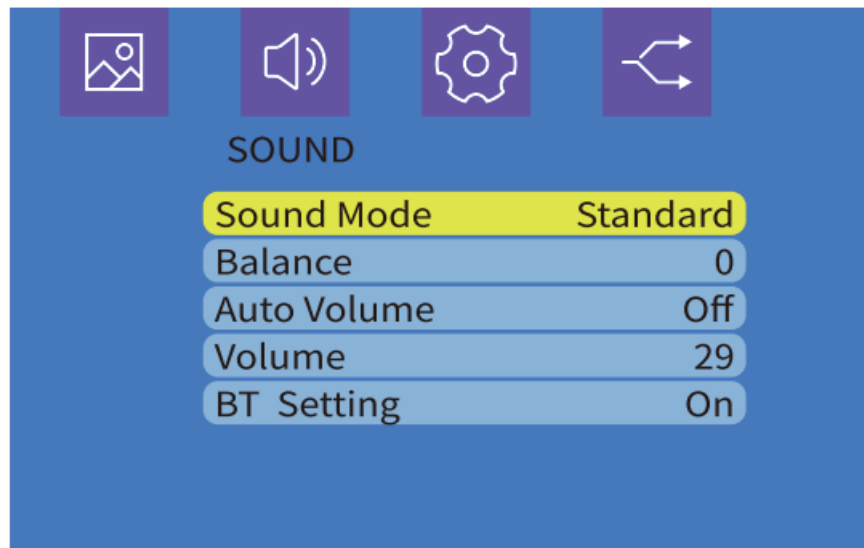 SOUND
Sound Mode Standard
Balance 0
Auto Volume Off
Volume 29
BT Setting On